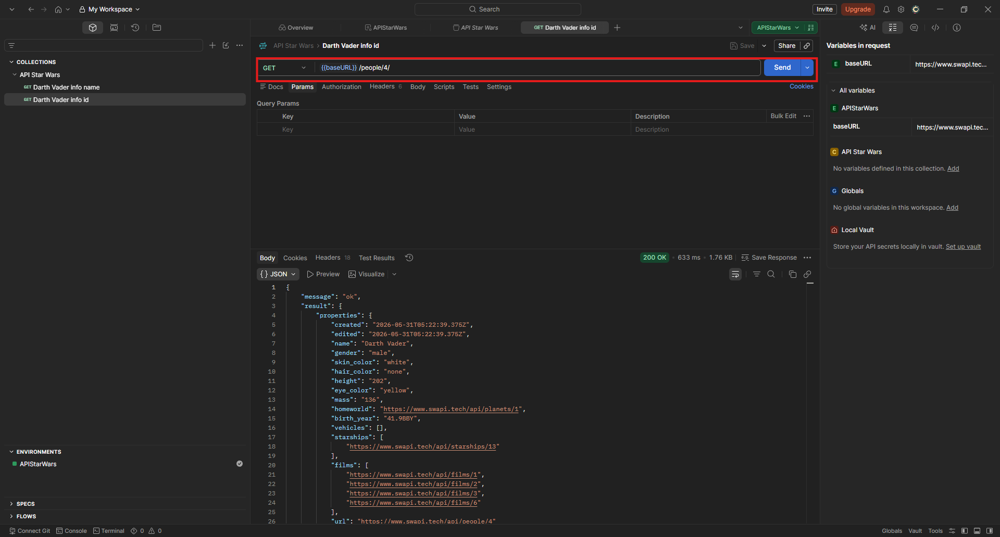 My Workspace
Search
Invite
Upgrade
Overview
APIStarWars
API Star Wars
GET Darth Vader info id
APIStarWars
AI
COLLECTIONS
API Star Wars
GET Darth Vader info name
GET Darth Vader info id
ENVIRONMENTS
APIStarWars
SPECS
FLOWS
HTTP API Star Wars > Darth Vader info id
Save
Share
GET
{{baseURL}} /people/4/
Send
Docs
Params
Authorization
Headers 6
Body
Scripts
Tests
Settings
Cookies
Query Params
Key
Value
Description
Bulk Edit
Key
Value
Description
Body
Cookies
Headers 18
Test Results
200 OK • 633 ms • 1.76 KB
e.g. Save Response
{} JSON
Preview
Visualize
1 {
2 "message": "ok",
3 "result": {
4 "properties": {
5 "created": "2026-05-31T05:22:39.375Z",
6 "edited": "2026-05-31T05:22:39.375Z",
7 "name": "Darth Vader",
8 "gender": "male",
9 "skin_color": "white",
10 "hair_color": "none",
11 "height": "202",
12 "eye_color": "yellow",
13 "mass": "136",
14 "homeworld": "https://www.swapi.tech/api/planets/1",
15 "birth_year": "41.9BBY",
16 "vehicles": [],
17 "starships": [
18 "https://www.swapi.tech/api/starships/13"
19 ],
20 "films": [
21 "https://www.swapi.tech/api/films/1",
22 "https://www.swapi.tech/api/films/2",
23 "https://www.swapi.tech/api/films/3",
24 "https://www.swapi.tech/api/films/6"
25 ],
26 "url": "https://www.swapi.tech/api/people/4"
Variables in request
E baseURL
https://www.swapi.tec...
All variables
E APIStarWars
baseURL
https://www.swapi.tec...
C API Star Wars
No variables defined in this collection. Add
G Globals
No global variables in this workspace. Add
Local Vault
Store your API secrets locally in vault. Set up vault
Connect Git
Console
Terminal
0
0
Globals
Vault
Tools